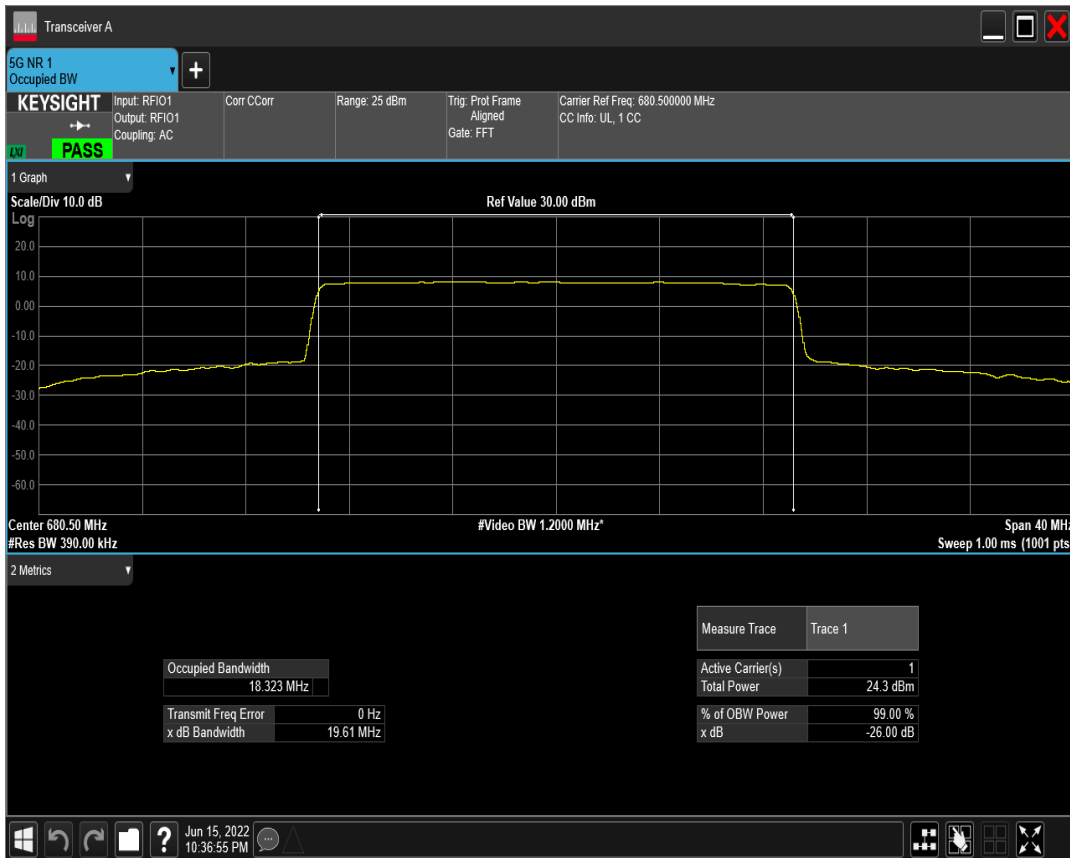 Transceiver A
5G NR 1
Occupied BW
KEYSIGHT
LXI
PASS
Input: RFIO1
Output: RFIO1
Coupling: AC
Corr CCorr
Range: 25 dBm
Trig: Prot Frame
Aligned
Gate: FFT
Carrier Ref Freq: 680.500000 MHz
CC Info: UL, 1 CC
1 Graph
Scale/Div 10.0 dB
Ref Value 30.00 dBm
Log
20.0
10.0
0.00
-10.0
-20.0
-30.0
-40.0
-50.0
-60.0
Center 680.50 MHz
#Video BW 1.2000 MHz*
Span 40 MHz
#Res BW 390.00 kHz
Sweep 1.00 ms (1001 pts
2 Metrics
Measure Trace Trace 1
Occupied Bandwidth
18.323 MHz
Active Carrier(s) 1
Total Power 24.3 dBm
Transmit Freq Error 0 Hz
x dB Bandwidth 19.61 MHz
% of OBW Power 99.00 %
x dB -26.00 dB
?
Jun 15, 2022
10:36:55 PM